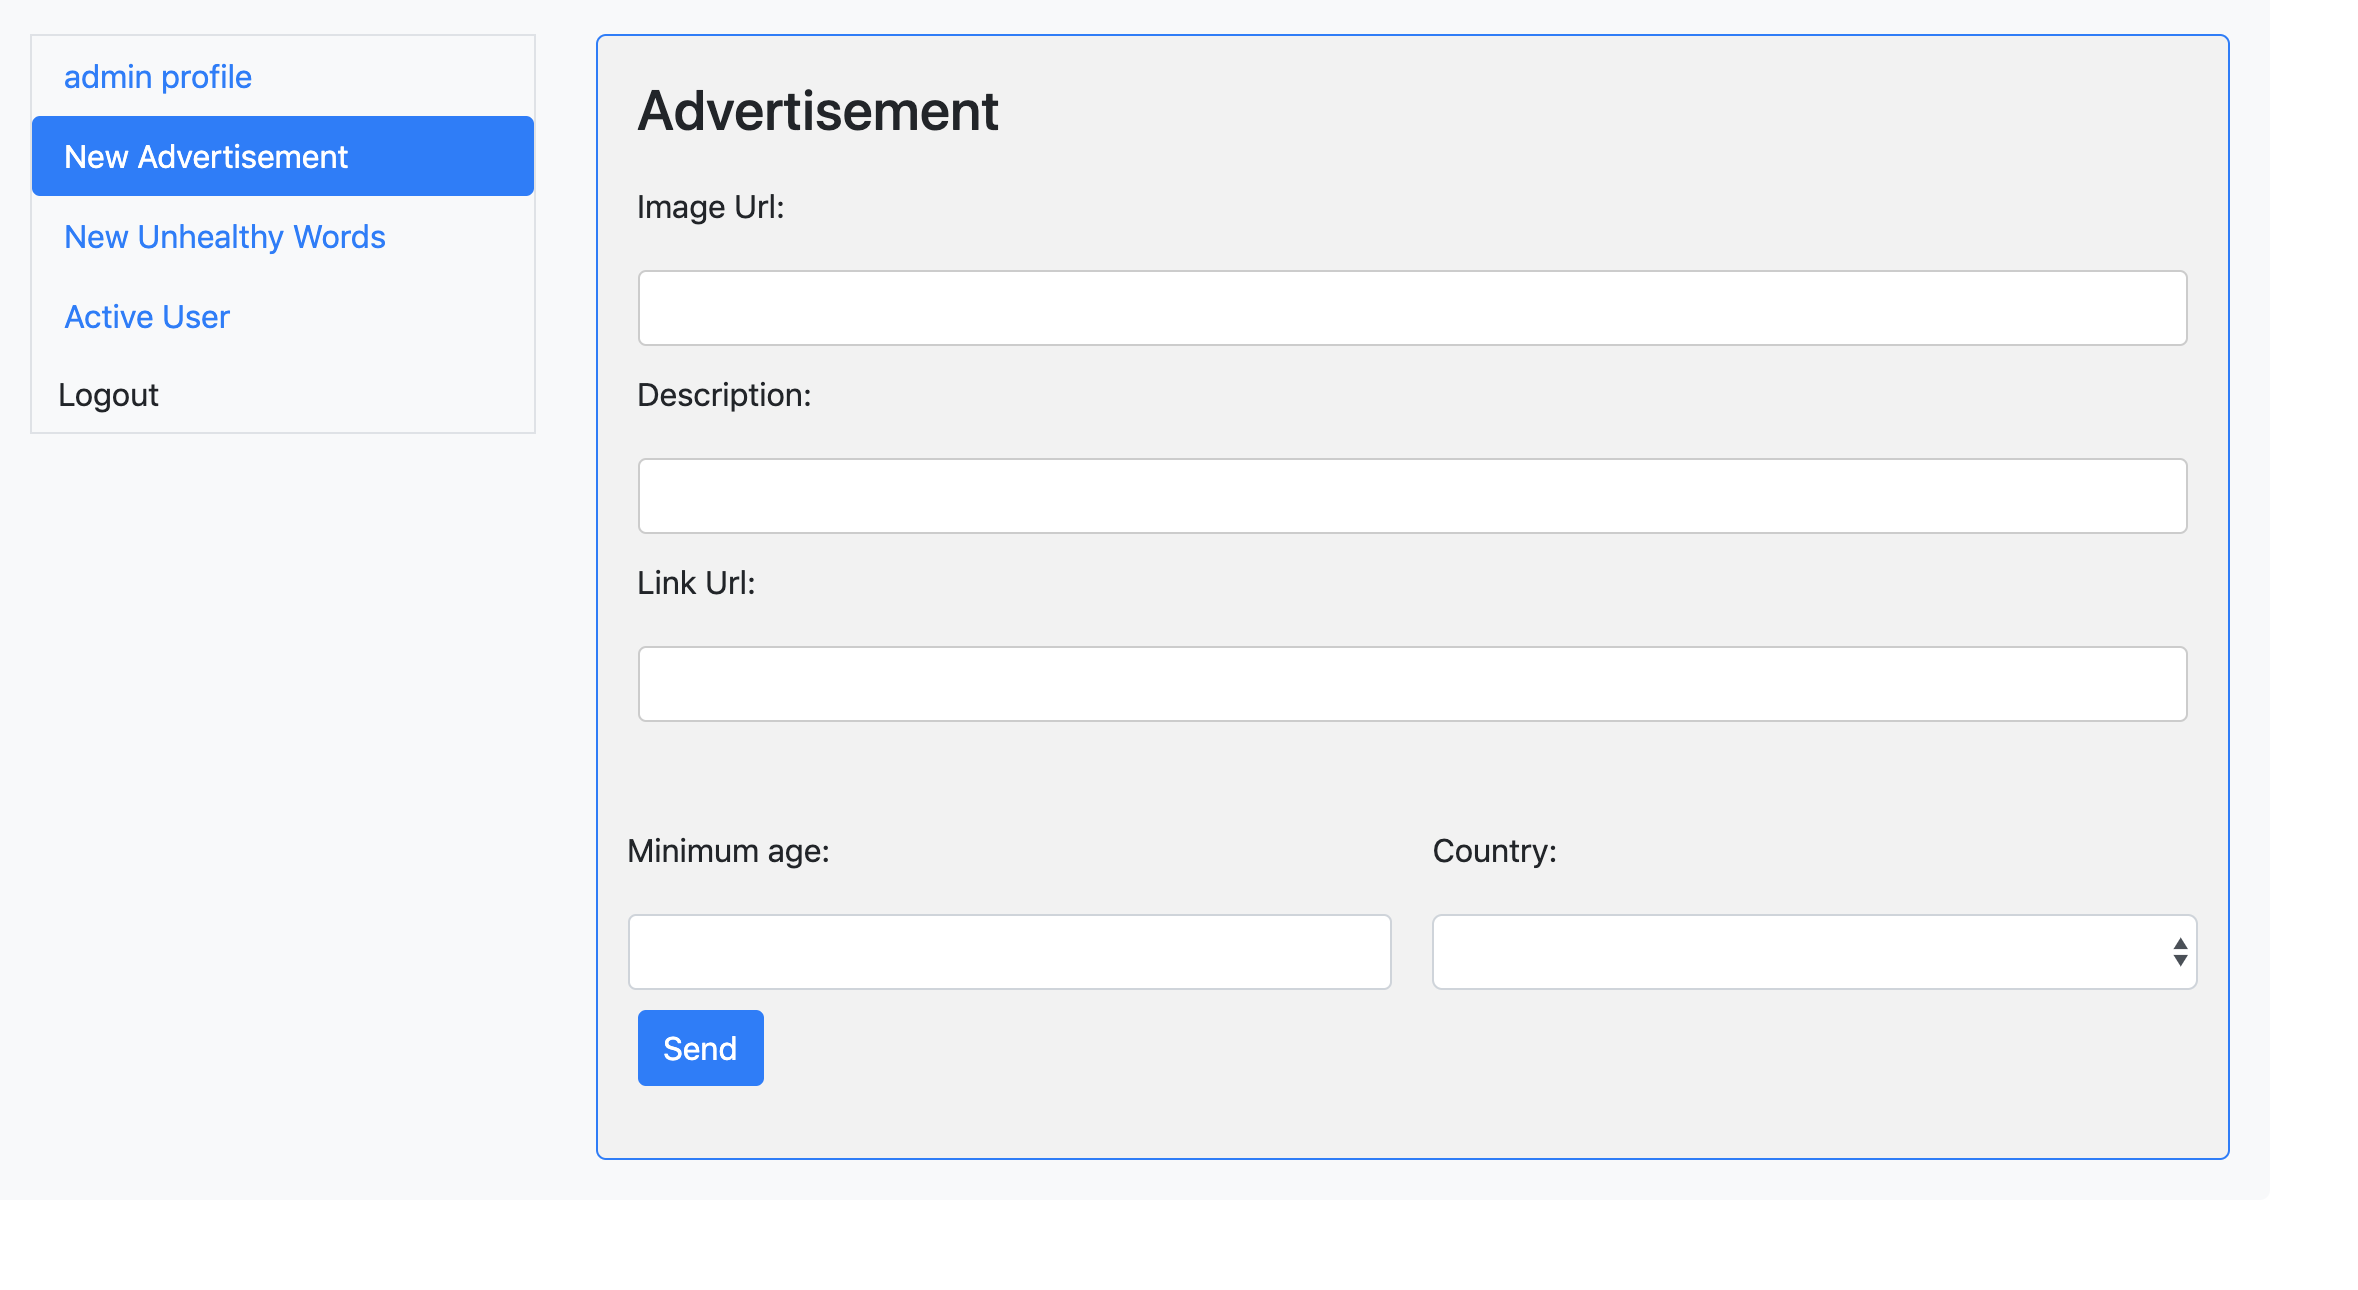 admin profile
New Advertisement
New Unhealthy Words
Active User
Logout
Advertisement
Image Url:
Description:
Link Url:
Minimum age:
Country:
Send